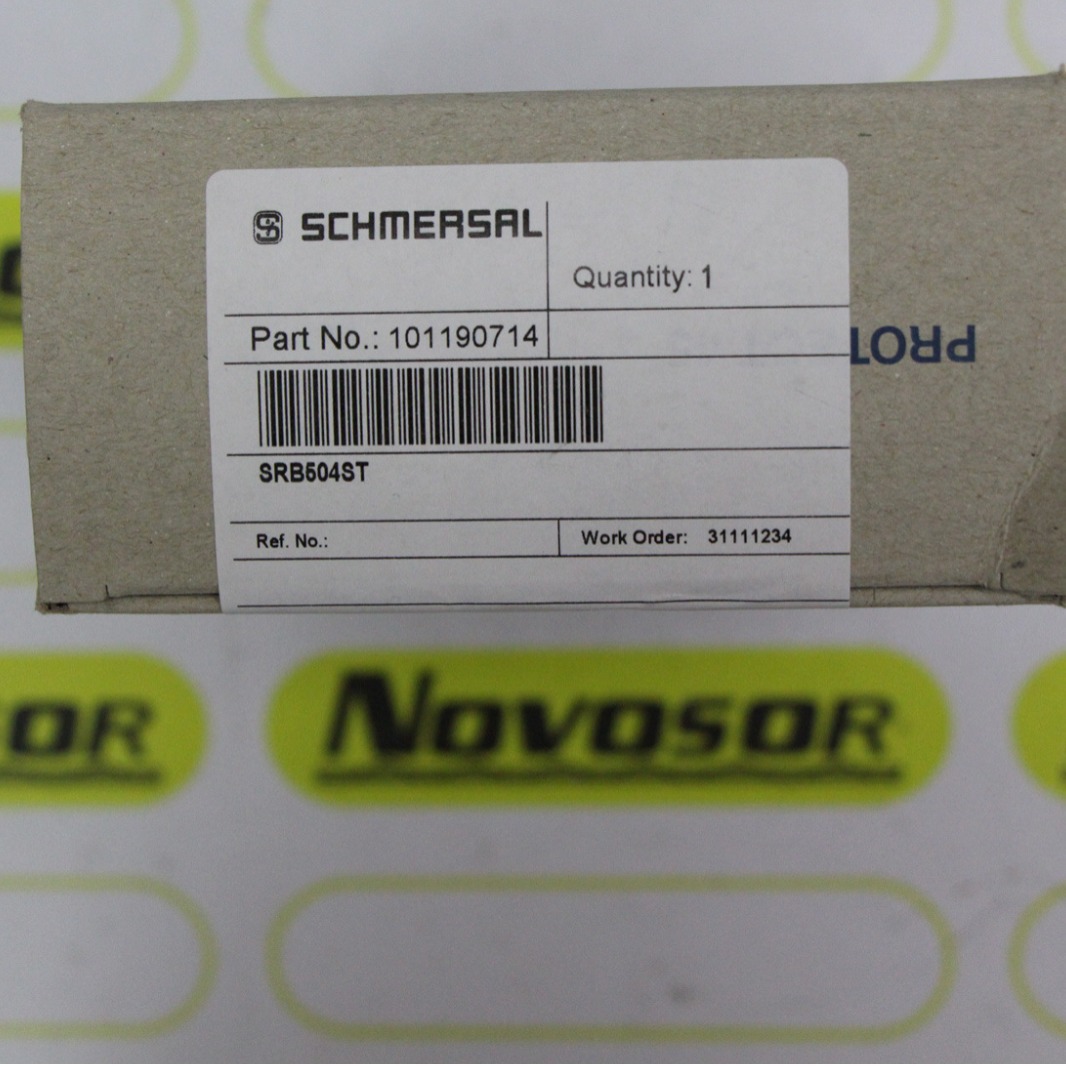 SCHMERSAL
Quantity: 1
Part No.: 101190714
PROT
SRB504ST
Ref. No.:
Work Order: 31111234
OR
NOVOSOR